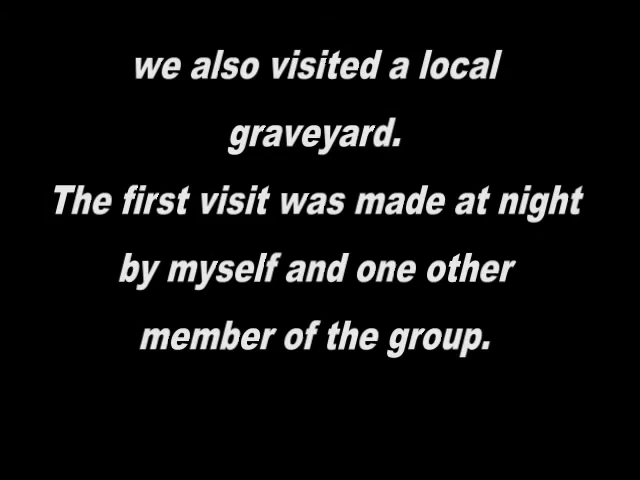 we also visited a local
graveyard.
The first visit was made at night
by myself and one other
member of the group.